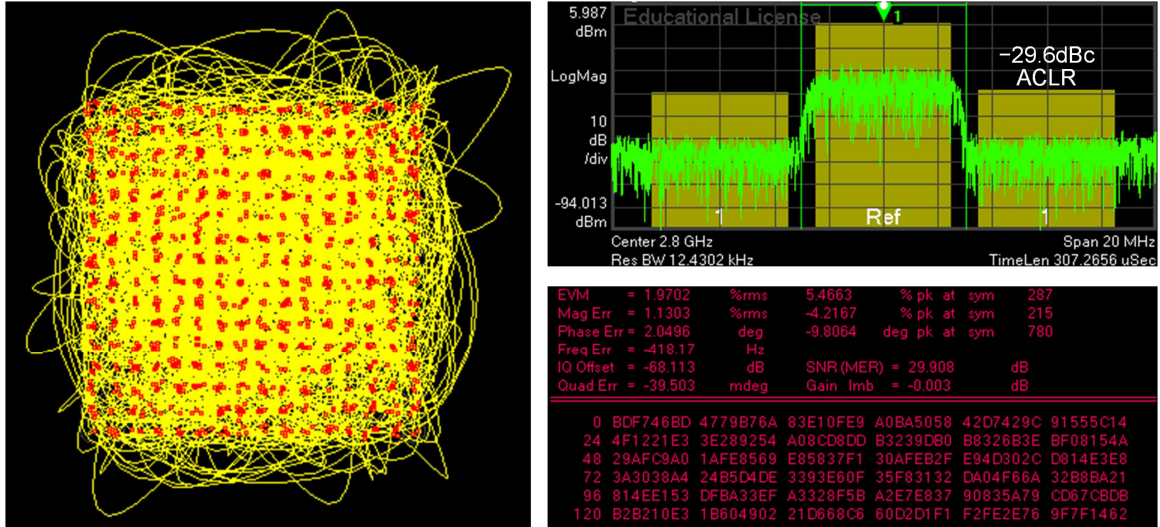 Educational License
5.987
dBm
LogMag
10
dB
/div
-94.013
dBm
1
−29.6dBc
ACLR
1
Ref
1
Center 2.8 GHz
Span 20 MHz
Res BW 12.4302 kHz
TimeLen 307.2656 uSec
EVM = 1.9702 %rms 5.4663 % pk at sym 287
Mag Err = 1.1303 %rms -4.2167 % pk at sym 215
Phase Err = 2.0496 deg -9.8064 deg pk at sym 780
Freq Err = -418.17 Hz
IQ Offset = -68.113 dB SNR(MER) = 29.908 dB
Quad Err = -39.503 mdeg Gain Imb = -0.003 dB
0 BDF746BD 4779B76A 83E10FE9 A0BA5058 42D7429C 91555C14
24 4F1221E3 3E289254 A08CD8DD B3239DB0 B8326B3E BF08154A
48 29AFC9A0 1AFE8569 E85837F1 30AFEB2F E94D302C D814E3E8
72 3A3038A4 24B5D4DE 3393E60F 35F83132 DA04F66A 32B8BA21
96 814EE153 DFBA33EF A3328F5B A2E7E837 90835A79 CD67CBDB
120 B2B210E3 1B604902 21D668C6 60D2D1F1 F2FE2E76 9F7F1462